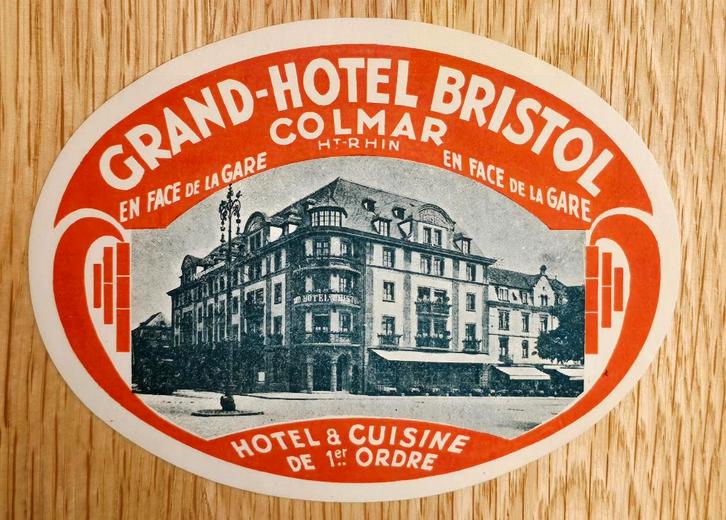 GRAND-HOTEL BRISTOL
COLMAR
HT-RHIN
EN FACE DE LA GARE
EN FACE DE LA GARE
HOTEL BRISTOL
HOTEL & CUISINE
DE 1er ORDRE